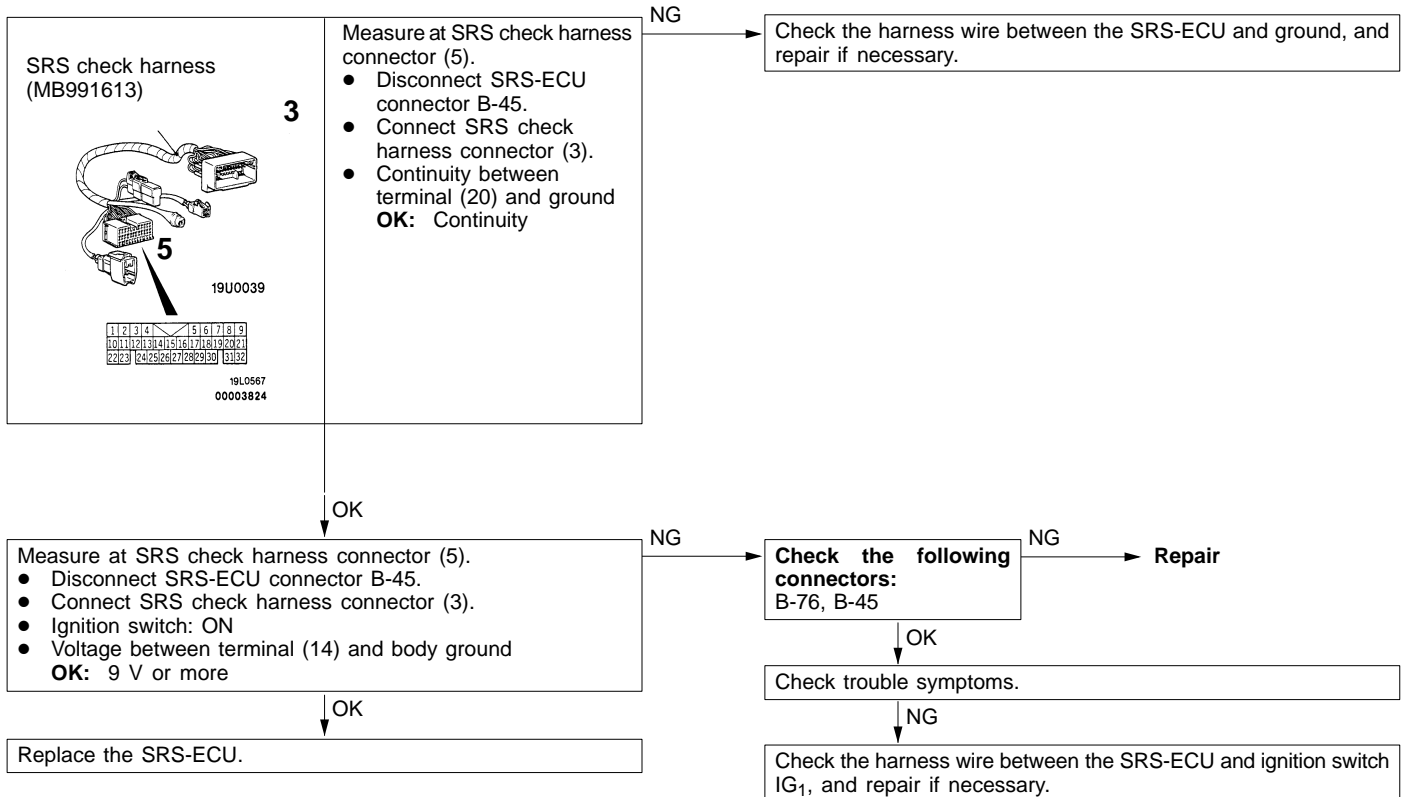 SRS check harness
(MB991613)
3
5
19U0039
1 2 3 4 5 6 7 8 9
10 11 12 13 14 15 16 17 18 19 20 21
22 23 24 25 26 27 28 29 30 31 32
19L0567
00003824
Measure at SRS check harness
connector (5).
● Disconnect SRS-ECU
connector B-45.
● Connect SRS check
harness connector (3).
● Continuity between
terminal (20) and ground
OK: Continuity
NG
Check the harness wire between the SRS-ECU and ground, and
repair if necessary.
OK
Measure at SRS check harness connector (5).
● Disconnect SRS-ECU connector B-45.
● Connect SRS check harness connector (3).
● Ignition switch: ON
● Voltage between terminal (14) and body ground
OK: 9 V or more
NG
Check the following
connectors:
B-76, B-45
NG
Repair
OK
Check trouble symptoms.
NG
Check the harness wire between the SRS-ECU and ignition switch
IG1, and repair if necessary.
OK
Replace the SRS-ECU.